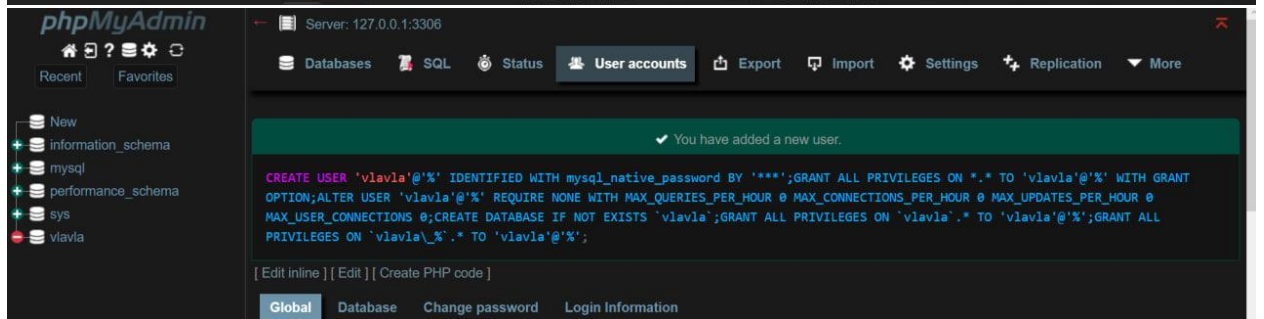 phpMyAdmin
Recent Favorites
New
information_schema
mysql
performance_schema
sys
vlavla
Server: 127.0.0.1:3306
Databases SQL Status User accounts Export Import Settings Replication More
You have added a new user.
CREATE USER 'vlavla'@'%' IDENTIFIED WITH mysql_native_password BY '***';GRANT ALL PRIVILEGES ON *.* TO 'vlavla'@'%' WITH GRANT
OPTION;ALTER USER 'vlavla'@'%' REQUIRE NONE WITH MAX_QUERIES_PER_HOUR 0 MAX_CONNECTIONS_PER_HOUR 0 MAX_UPDATES_PER_HOUR 0
MAX_USER_CONNECTIONS 0;CREATE DATABASE IF NOT EXISTS `vlavla`;GRANT ALL PRIVILEGES ON `vlavla`.* TO 'vlavla'@'%';GRANT ALL
PRIVILEGES ON `vlavla\_%`.* TO 'vlavla'@'%';
[ Edit inline ] [ Edit ] [ Create PHP code ]
Global Database Change password Login Information